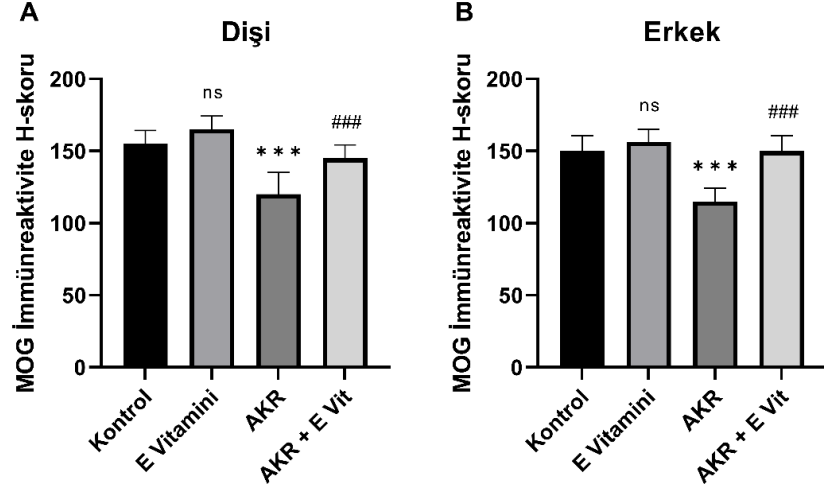 A
Dişi
MOG İmmünreaktivite H-skoru
200
150
100
50
0
ns
***
###
Kontrol
E Vitamini
AKR
AKR + E Vit
B
Erkek
MOG İmmünreaktivite H-skoru
200
150
100
50
0
ns
***
###
Kontrol
E Vitamini
AKR
AKR + E Vit